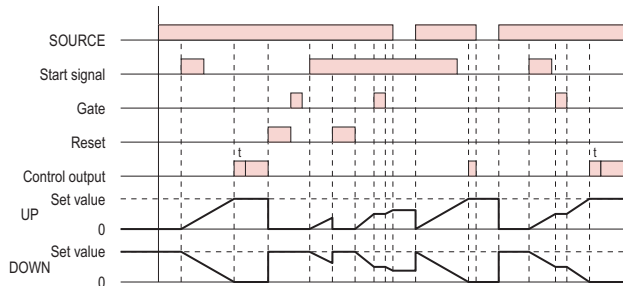 SOURCE
Start signal
Gate
Reset
t
t
Control output
Set value
UP
0
Set value
DOWN
0